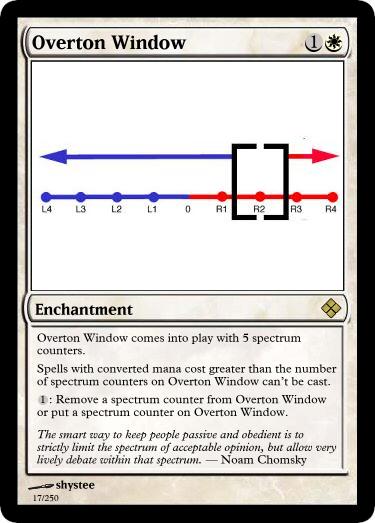 Overton Window 1
L4 L3 L2 L1 0 R1 R2 R3 R4
Enchantment
Overton Window comes into play with 5 spectrum
counters.
Spells with converted mana cost greater than the number
of spectrum counters on Overton Window can't be cast.
1: Remove a spectrum counter from Overton Window
or put a spectrum counter on Overton Window.
The smart way to keep people passive and obedient is to
strictly limit the spectrum of acceptable opinion, but allow very
lively debate within that spectrum. — Noam Chomsky
shystee
17/250